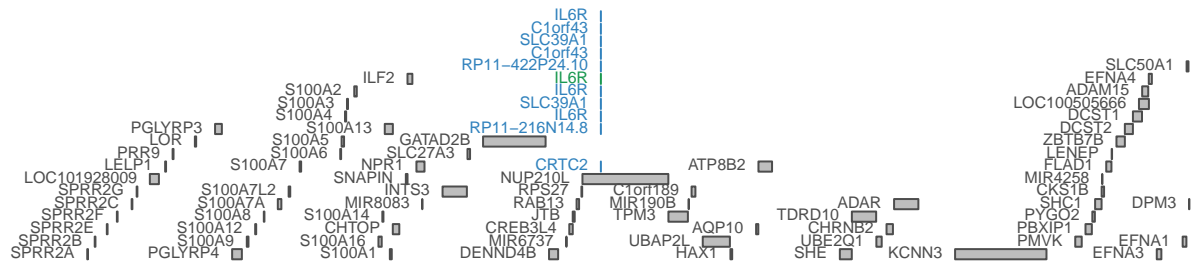 IL6R
C1orf43
SLC39A1
C1orf43
RP11−422P24.10 SLC50A1
ILF2 IL6R EFNA4
S100A2 IL6R ADAM15
S100A3 SLC39A1 LOC100505666
S100A4 IL6R DCST1
PGLYRP3 S100A13 RP11−216N14.8 DCST2
LOR S100A5 GATAD2B ZBTB7B
PRR9 S100A6 SLC27A3 LENEP
LELP1 S100A7 NPR1 CRTC2 ATP8B2 FLAD1
LOC101928009 SNAPIN NUP210L MIR4258
SPRR2G S100A7L2 INTS3 RPS27 C1orf189 CKS1B
SPRR2C S100A7A MIR8083 RAB13 MIR190B ADAR SHC1 DPM3
SPRR2F S100A8 S100A14 JTB TPM3 TDRD10 PYGO2
SPRR2E S100A12 CHTOP CREB3L4 AQP10 CHRNB2 PBXIP1
SPRR2B S100A9 S100A16 MIR6737 UBAP2L UBE2Q1 PMVK EFNA1
SPRR2A PGLYRP4 S100A1 DENND4B HAX1 SHE KCNN3 EFNA3